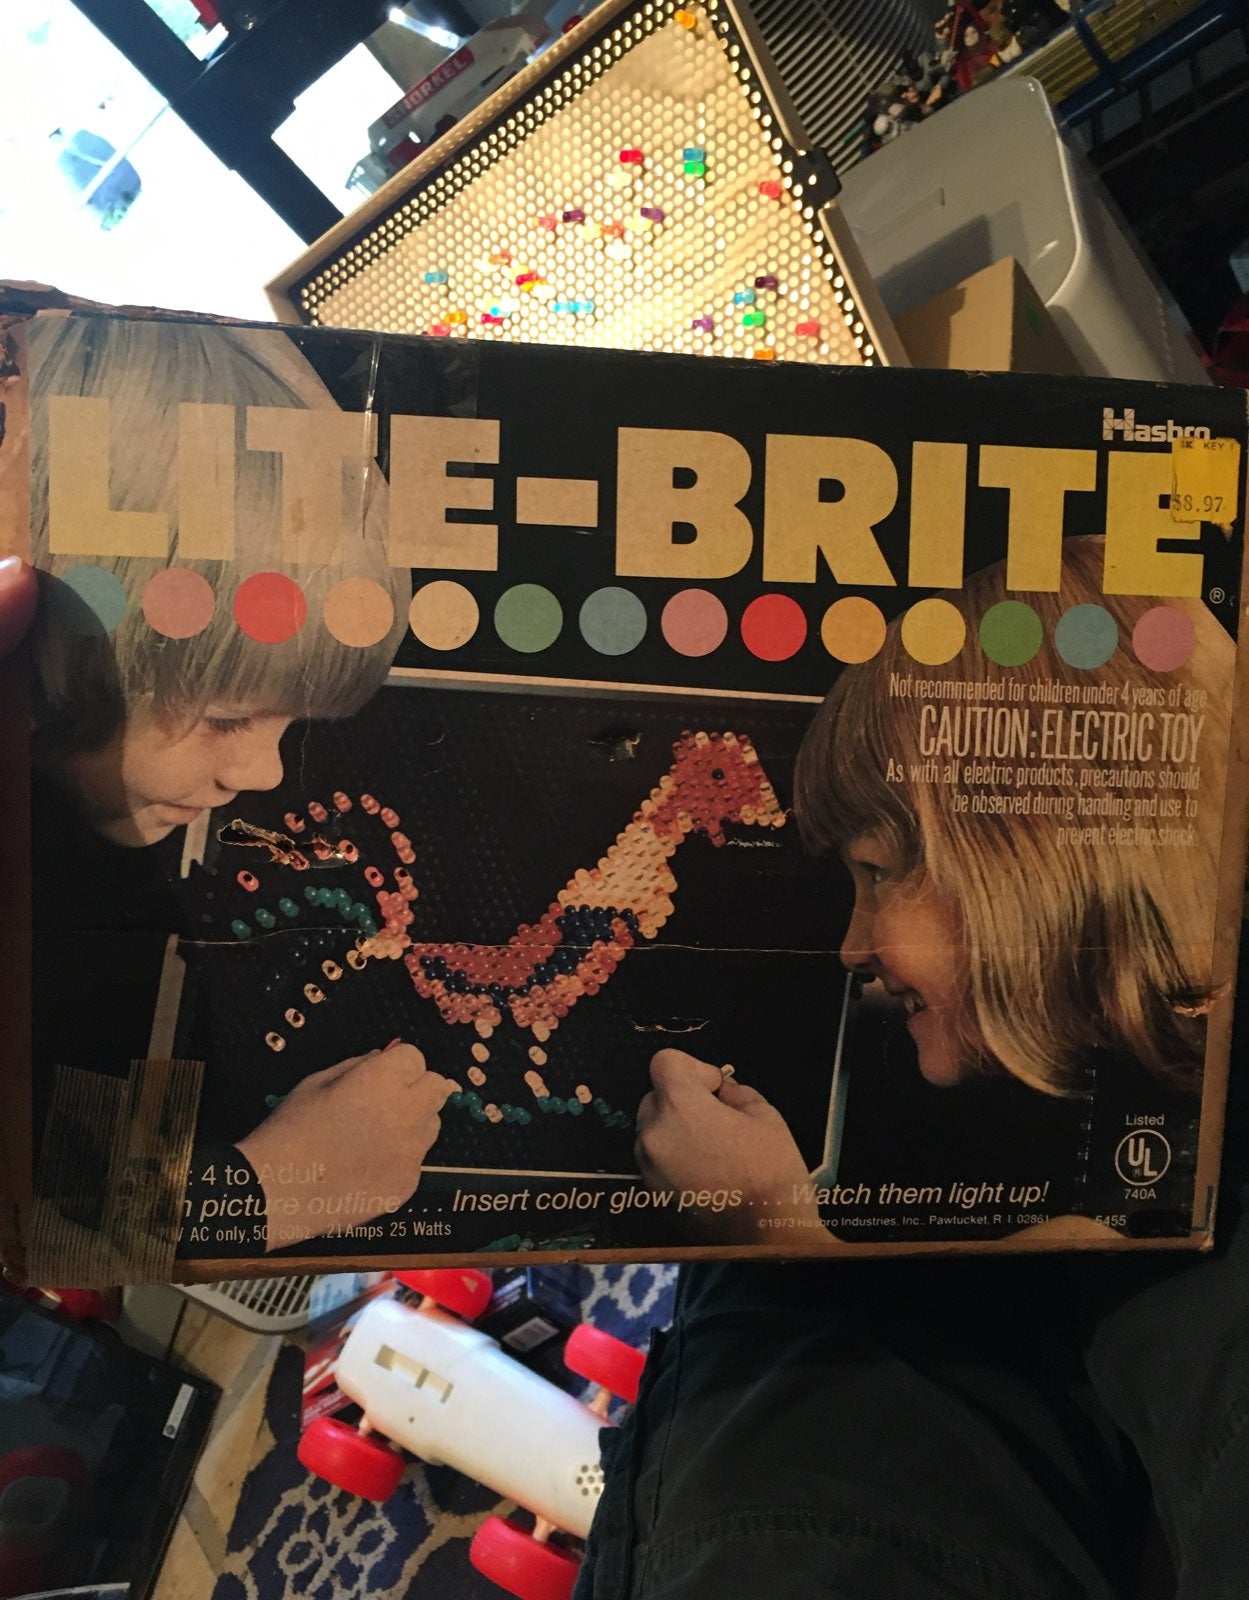 Hasbro
LITE-BRITE®
KEY
$8.97
Not recommended for children under 4 years of age
CAUTION: ELECTRIC TOY
As with all electric products, precautions should
be observed during handling and use to
prevent electric shock.
Listed
UL
740A
: 4 to Adult
picture outline . . . Insert color glow pegs . . . Watch them light up!
AC only, 50/60hz. .21Amps 25 Watts
©1973 Hasbro Industries, Inc., Pawtucket, R. I. 02861
5455